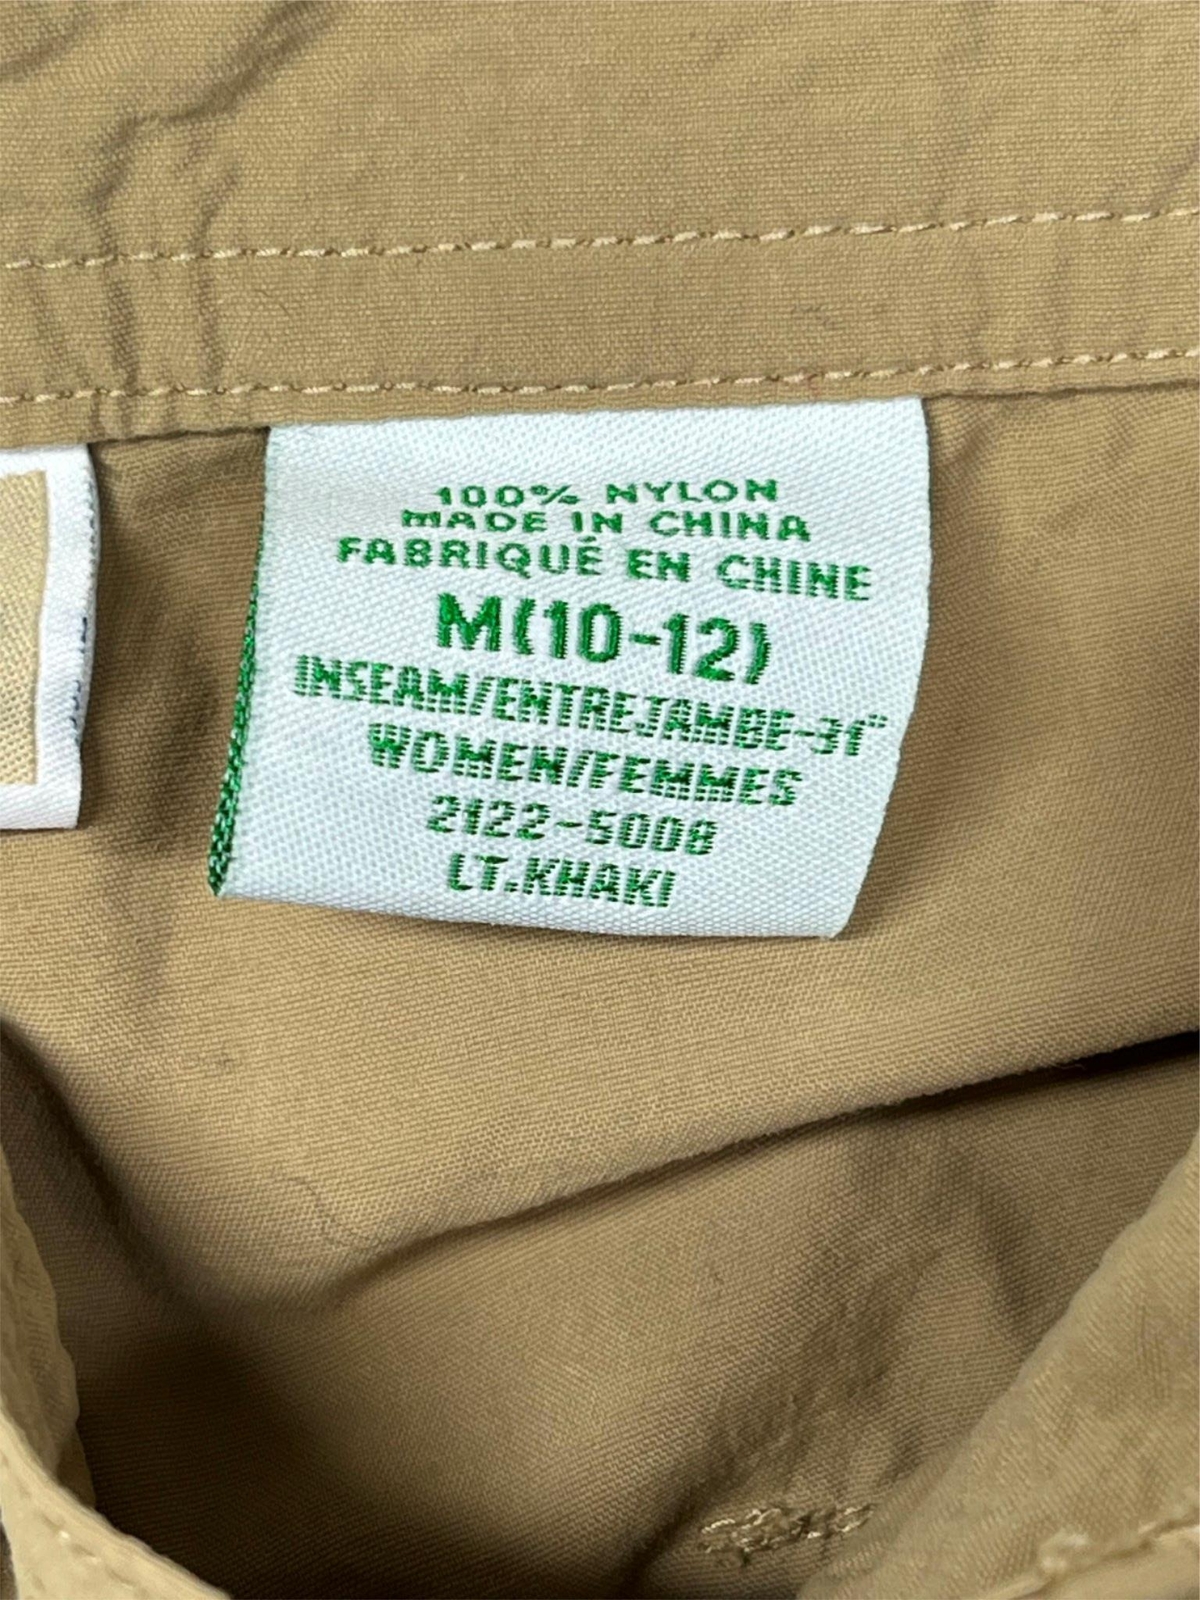 100% NYLON
MADE IN CHINA
FABRIQUÉ EN CHINE
M(10-12)
INSEAM/ENTREJAMBE-31"
WOMEN/FEMMES
2122-5008
LT.KHAKI